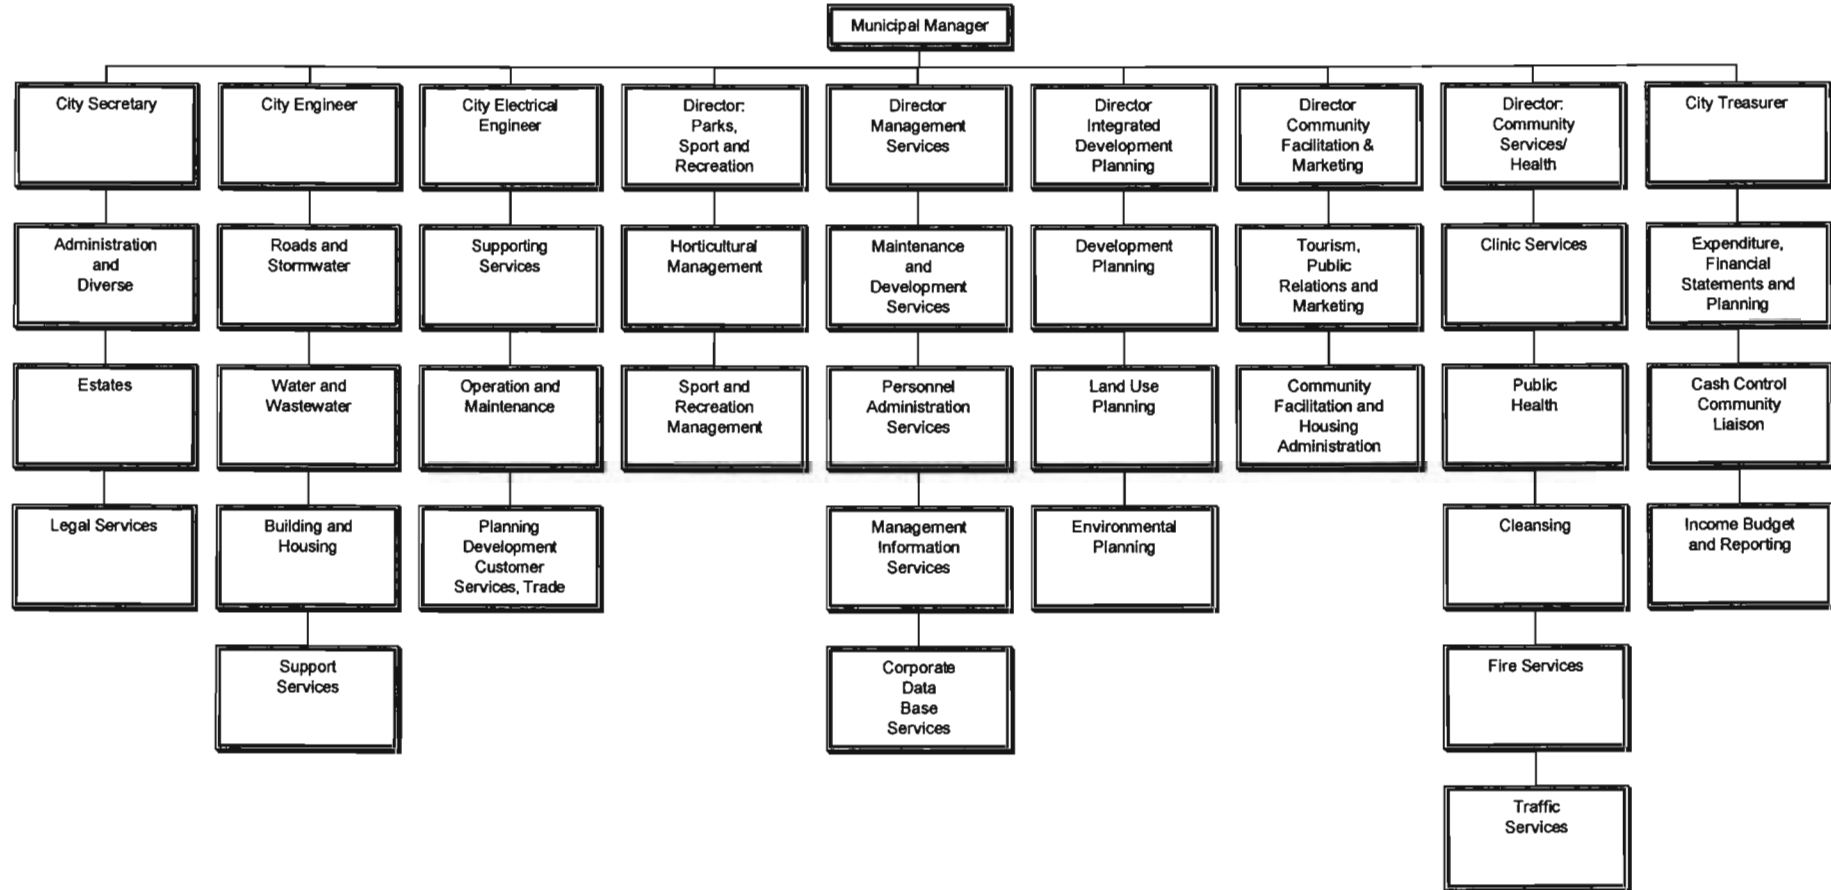 Municipal Manager
City Secretary
City Engineer
City Electrical
Engineer
Director:
Parks,
Sport and
Recreation
Director
Management
Services
Director
Integrated
Development
Planning
Director
Community
Facilitation &
Marketing
Director:
Community
Services/
Health
City Treasurer
Administration
and
Diverse
Roads and
Stormwater
Supporting
Services
Horticultural
Management
Maintenance
and
Development
Services
Development
Planning
Tourism,
Public
Relations and
Marketing
Clinic Services
Expenditure,
Financial
Statements and
Planning
Estates
Water and
Wastewater
Operation and
Maintenance
Sport and
Recreation
Management
Personnel
Administration
Services
Land Use
Planning
Community
Facilitation and
Housing
Administration
Public
Health
Cash Control
Community
Liaison
Legal Services
Building and
Housing
Planning
Development
Customer
Services, Trade
Management
Information
Services
Environmental
Planning
Cleansing
Income Budget
and Reporting
Support
Services
Corporate
Data
Base
Services
Fire Services
Traffic
Services